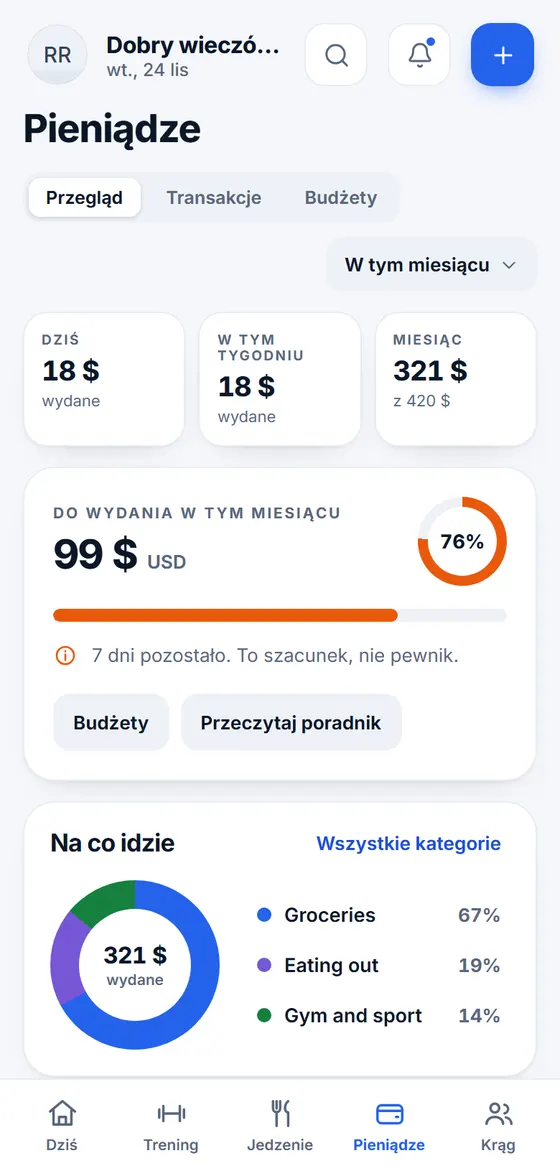 RR
Dobry wieczó...
wt., 24 lis
Pieniądze
Przegląd
Transakcje
Budżety
W tym miesiącu
DZIŚ
18 $
wydane
W TYM
TYGODNIU
18 $
wydane
MIESIĄC
321 $
z 420 $
DO WYDANIA W TYM MIESIĄCU
99 $ USD
76%
7 dni pozostało. To szacunek, nie pewnik.
Budżety
Przeczytaj poradnik
Na co idzie
Wszystkie kategorie
321 $
wydane
Groceries 67%
Eating out 19%
Gym and sport 14%
Dziś
Trening
Jedzenie
Pieniądze
Krąg